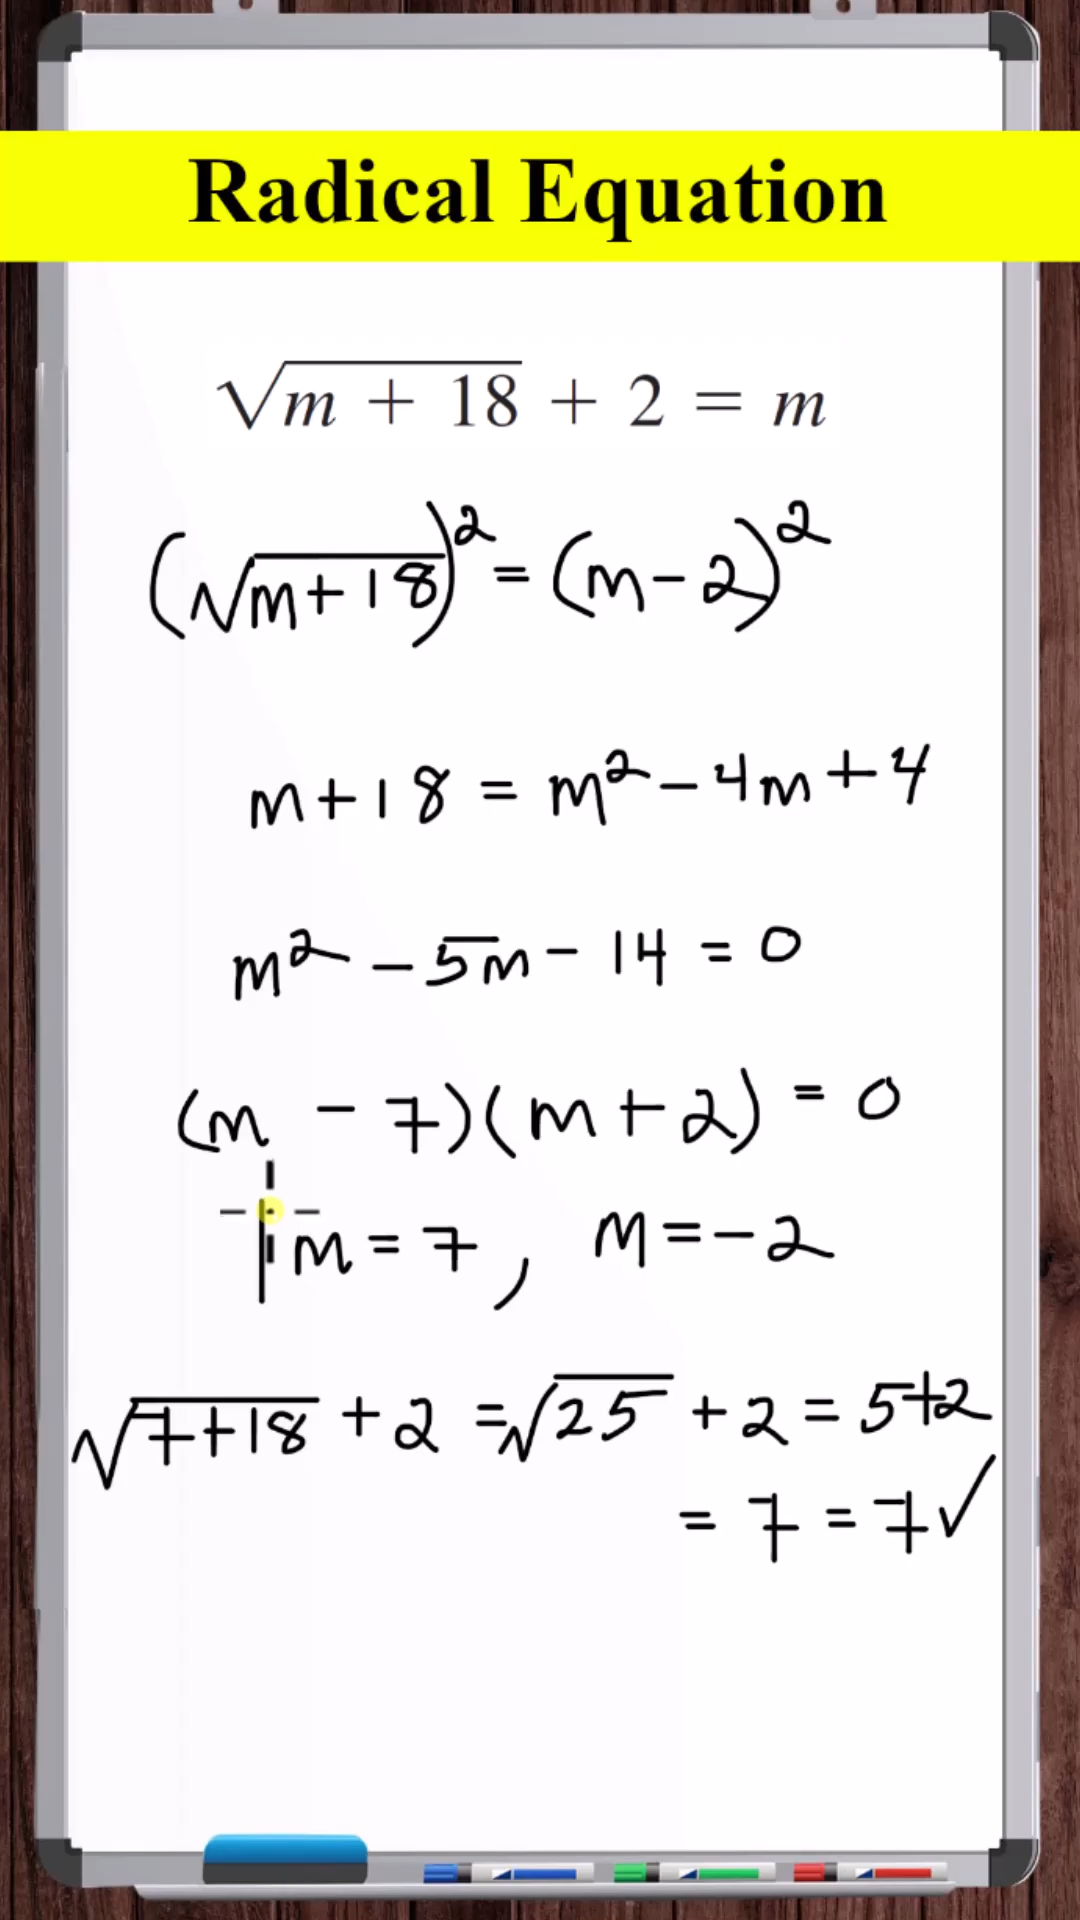 Radical Equation
√(m + 18) + 2 = m
(√(m+18))² = (m-2)²
m+18 = m²-4m+4
m² -5m- 14 = 0
(m - 7)(m+2) = 0
m = 7, m=-2
√(7+18) +2 =√25 +2 = 5+2
= 7 = 7✓